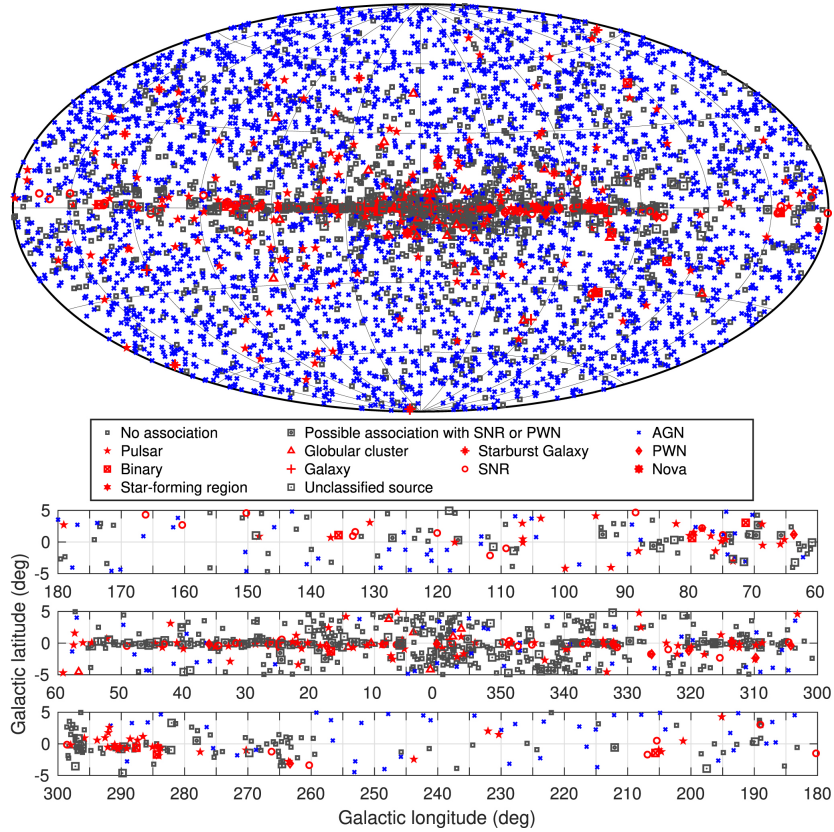 No association
Possible association with SNR or PWN
AGN
Pulsar
Globular cluster
Starburst Galaxy
PWN
Binary
Galaxy
SNR
Nova
Star-forming region
Unclassified source
Galactic latitude (deg)
5
0
-5
180 170 160 150 140 130 120 110 100 90 80 70 60
5
0
-5
60 50 40 30 20 10 0 350 340 330 320 310 300
5
0
-5
300 290 280 270 260 250 240 230 220 210 200 190 180
Galactic longitude (deg)